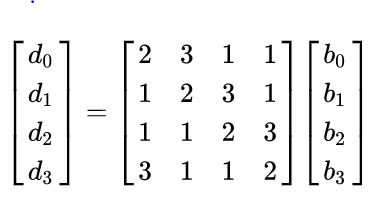 d₀ 2 3 1 1 b₀
d₁ 1 2 3 1 b₁
d₂ = 1 1 2 3 b₂
d₃ 3 1 1 2 b₃